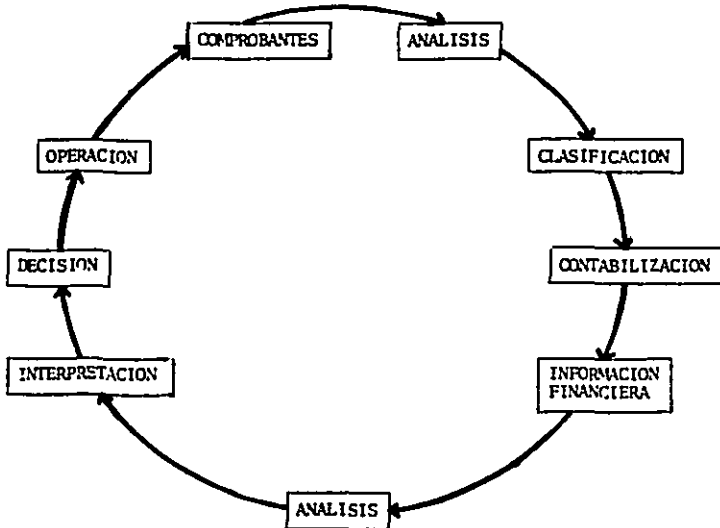 COMPROBANTES
ANALISIS
OPERACION
CLASIFICACION
DECISION
CONTABILIZACION
INTERPRETACION
INFORMACION
FINANCIERA
ANALISIS